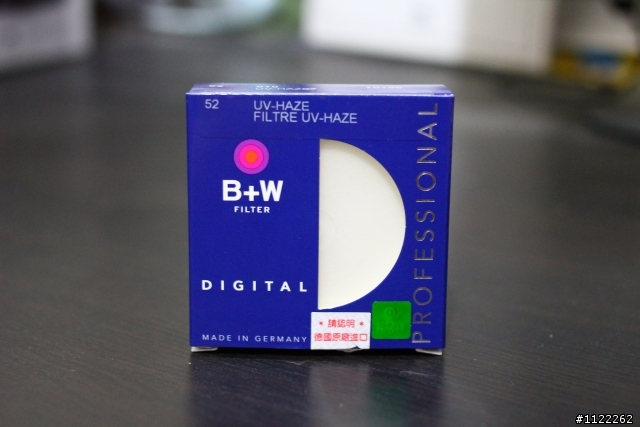 52
UV-HAZE
FILTRE UV-HAZE
B+W
FILTER
DIGITAL
PROFESSIONAL
MADE IN GERMANY
* 請認明 *
德國原廠進口
#1122262